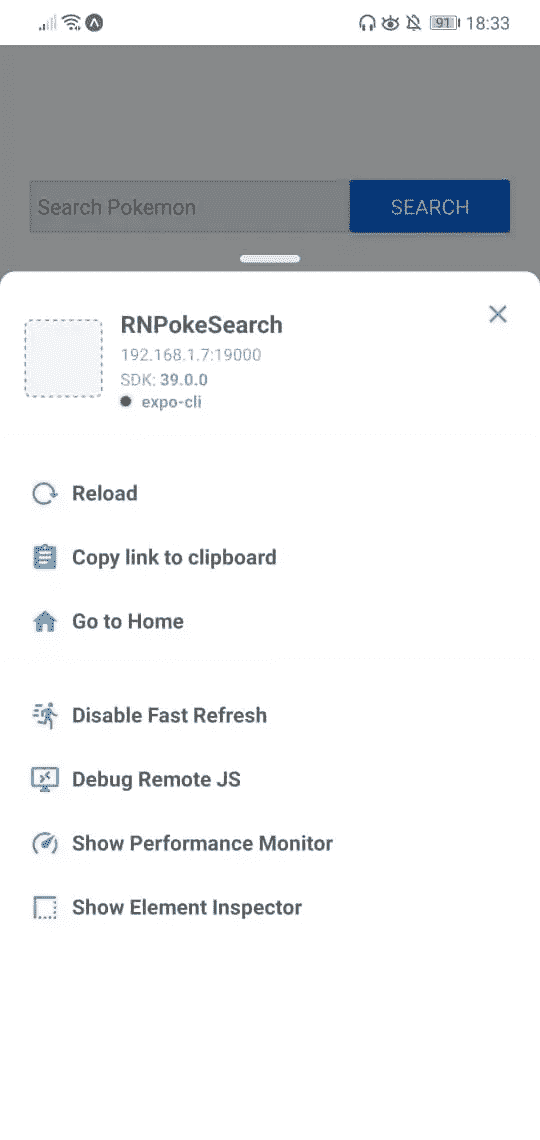 91 18:33
Search Pokemon SEARCH
RNPokeSearch
192.168.1.7:19000
SDK: 39.0.0
expo-cli
Reload
Copy link to clipboard
Go to Home
Disable Fast Refresh
Debug Remote JS
Show Performance Monitor
Show Element Inspector